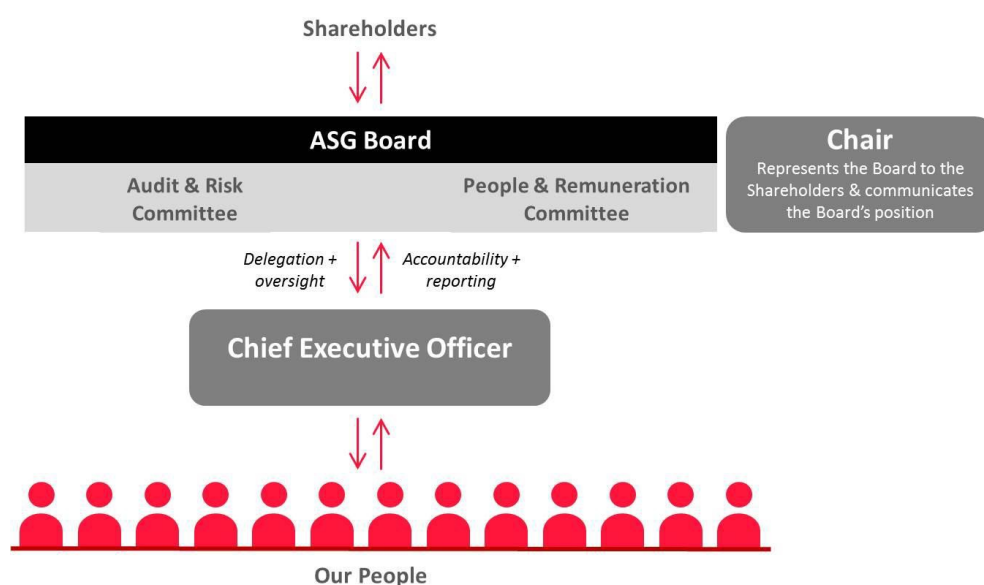 Shareholders
ASG Board
Audit & Risk
Committee
People & Remuneration
Committee
Chair
Represents the Board to the
Shareholders & communicates
the Board's position
Delegation +
oversight
Accountability +
reporting
Chief Executive Officer
Our People